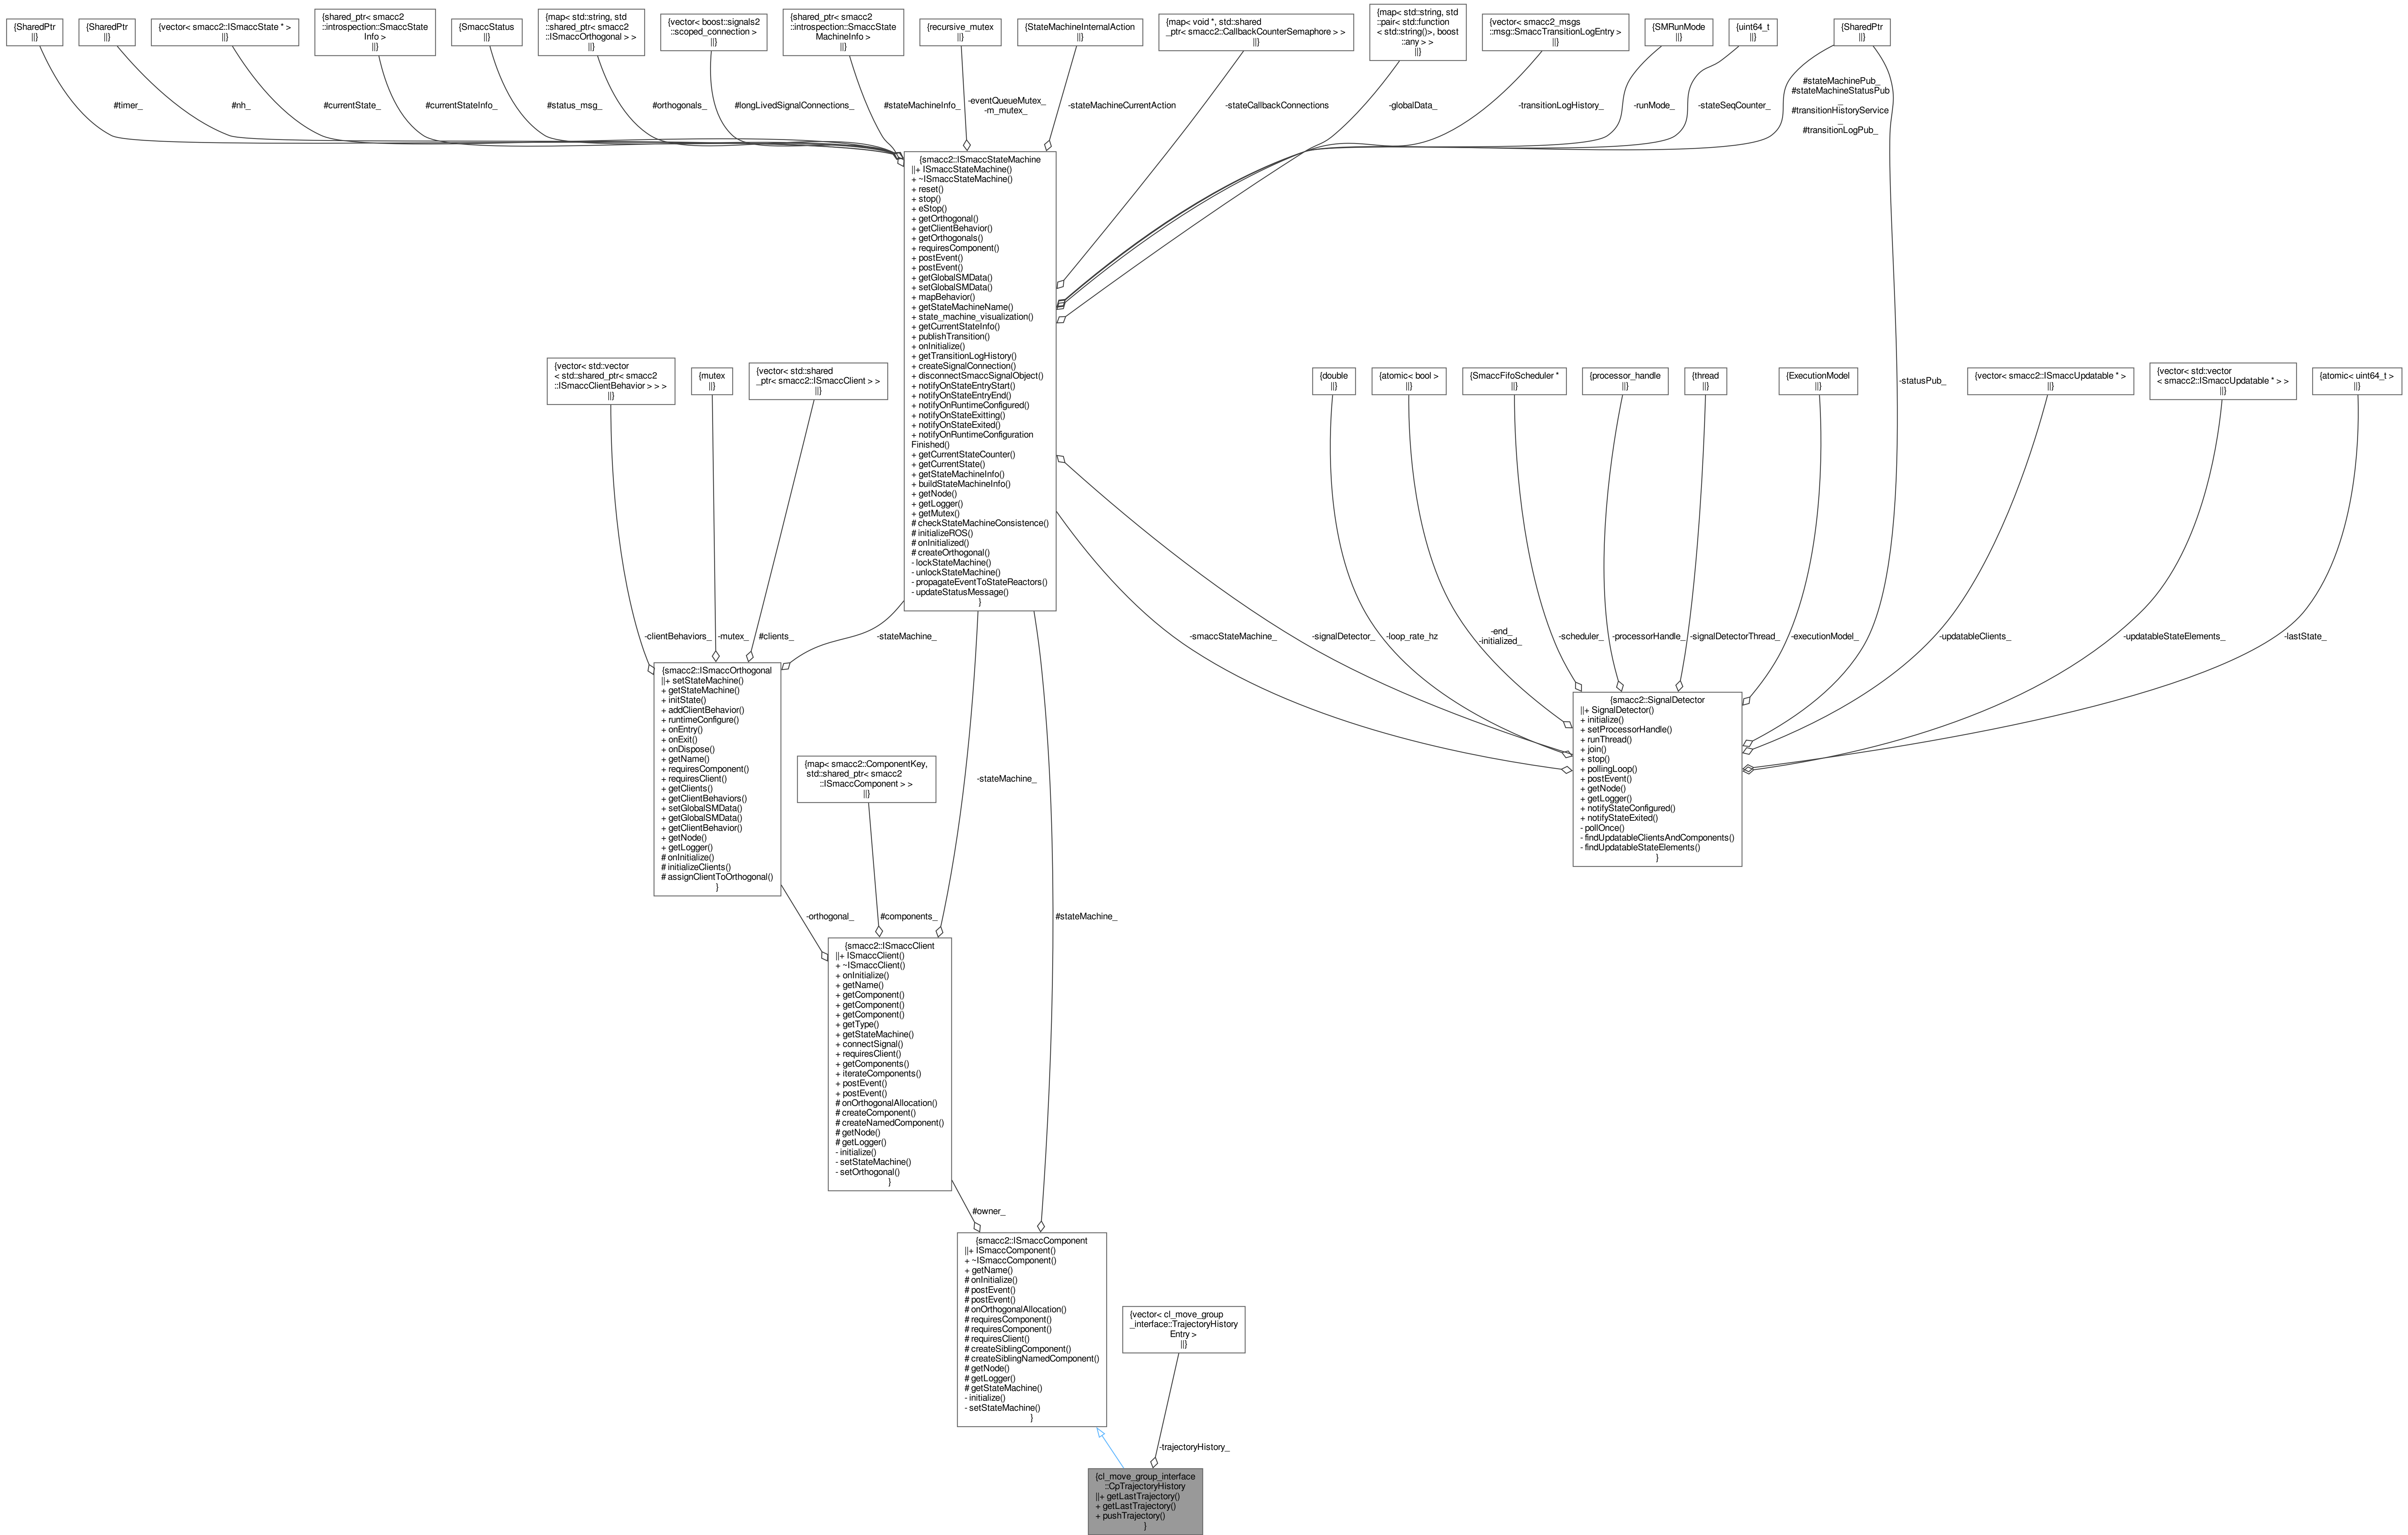 {SharedPtr
||}
{SharedPtr
||}
{vector< smacc2::ISmaccState * >
||}
{shared_ptr< smacc2
::introspection::SmaccState
Info >
||}
{SmaccStatus
||}
{map< std::string, std
::shared_ptr< smacc2
::ISmaccOrthogonal > >
||}
{vector< boost::signals2
::scoped_connection >
||}
{shared_ptr< smacc2
::introspection::SmaccState
MachineInfo >
||}
{recursive_mutex
||}
{StateMachineInternalAction
||}
{map< void *, std::shared
_ptr< smacc2::CallbackCounterSemaphore > >
||}
{map< std::string, std
::pair< std::function
< std::string()>, boost
::any > >
||}
{vector< smacc2_msgs
::msg::SmaccTransitionLogEntry >
||}
{SMRunMode
||}
{uint64_t
||}
{SharedPtr
||}
#timer_
#nh_
#currentState_
#currentStateInfo_
#status_msg_
#orthogonals_
#longLivedSignalConnections_
#stateMachineInfo_
-eventQueueMutex_
-m_mutex_
-stateMachineCurrentAction
-stateCallbackConnections
-globalData_
-transitionLogHistory_
-runMode_
-stateSeqCounter_
#stateMachinePub_
#stateMachineStatusPub
_
#transitionHistoryService
_
#transitionLogPub_
{smacc2::ISmaccStateMachine
||+ ISmaccStateMachine()
+ ~ISmaccStateMachine()
+ reset()
+ stop()
+ eStop()
+ getOrthogonal()
+ getClientBehavior()
+ getOrthogonals()
+ requiresComponent()
+ postEvent()
+ postEvent()
+ getGlobalSMData()
+ setGlobalSMData()
+ mapBehavior()
+ getStateMachineName()
+ state_machine_visualization()
+ getCurrentStateInfo()
+ publishTransition()
+ onInitialize()
+ getTransitionLogHistory()
+ createSignalConnection()
+ disconnectSmaccSignalObject()
+ notifyOnStateEntryStart()
+ notifyOnStateEntryEnd()
+ notifyOnRuntimeConfigured()
+ notifyOnStateExitting()
+ notifyOnStateExited()
+ notifyOnRuntimeConfiguration
Finished()
+ getCurrentStateCounter()
+ getCurrentState()
+ getStateMachineInfo()
+ buildStateMachineInfo()
+ getNode()
+ getLogger()
+ getMutex()
# checkStateMachineConsistence()
# initializeROS()
# onInitialized()
# createOrthogonal()
- lockStateMachine()
- unlockStateMachine()
- propagateEventToStateReactors()
- updateStatusMessage()
}
{vector< std::vector
< std::shared_ptr< smacc2
::ISmaccClientBehavior > > >
||}
{mutex
||}
{vector< std::shared
_ptr< smacc2::ISmaccClient > >
||}
{double
||}
{atomic< bool >
||}
{SmaccFifoScheduler *
||}
{processor_handle
||}
{thread
||}
{ExecutionModel
||}
-statusPub_
{vector< smacc2::ISmaccUpdatable * >
||}
{vector< std::vector
< smacc2::ISmaccUpdatable * > >
||}
{atomic< uint64_t >
||}
-clientBehaviors_
-mutex_
#clients_
-stateMachine_
-smaccStateMachine_
-signalDetector_
-loop_rate_hz
-end_
-initialized_
-scheduler_
-processorHandle_
-signalDetectorThread_
-executionModel_
-updatableClients_
-updatableStateElements_
-lastState_
{smacc2::ISmaccOrthogonal
||+ setStateMachine()
+ getStateMachine()
+ initState()
+ addClientBehavior()
+ runtimeConfigure()
+ onEntry()
+ onExit()
+ onDispose()
+ getName()
+ requiresComponent()
+ requiresClient()
+ getClients()
+ getClientBehaviors()
+ setGlobalSMData()
+ getGlobalSMData()
+ getClientBehavior()
+ getNode()
+ getLogger()
# onInitialize()
# initializeClients()
# assignClientToOrthogonal()
}
{smacc2::SignalDetector
||+ SignalDetector()
+ initialize()
+ setProcessorHandle()
+ runThread()
+ join()
+ stop()
+ pollingLoop()
+ postEvent()
+ getNode()
+ getLogger()
+ notifyStateConfigured()
+ notifyStateExited()
- pollOnce()
- findUpdatableClientsAndComponents()
- findUpdatableStateElements()
}
{map< smacc2::ComponentKey,
std::shared_ptr< smacc2
::ISmaccComponent > >
||}
-stateMachine_
-orthogonal_
#components_
#stateMachine_
{smacc2::ISmaccClient
||+ ISmaccClient()
+ ~ISmaccClient()
+ onInitialize()
+ getName()
+ getComponent()
+ getComponent()
+ getComponent()
+ getType()
+ getStateMachine()
+ connectSignal()
+ requiresClient()
+ getComponents()
+ iterateComponents()
+ postEvent()
+ postEvent()
# onOrthogonalAllocation()
# createComponent()
# createNamedComponent()
# getNode()
# getLogger()
- initialize()
- setStateMachine()
- setOrthogonal()
}
#owner_
{smacc2::ISmaccComponent
||+ ISmaccComponent()
+ ~ISmaccComponent()
+ getName()
# onInitialize()
# postEvent()
# postEvent()
# onOrthogonalAllocation()
# requiresComponent()
# requiresComponent()
# requiresClient()
# createSiblingComponent()
# createSiblingNamedComponent()
# getNode()
# getLogger()
# getStateMachine()
- initialize()
- setStateMachine()
}
{vector< cl_move_group
_interface::TrajectoryHistory
Entry >
||}
-trajectoryHistory_
{cl_move_group_interface
::CpTrajectoryHistory
||+ getLastTrajectory()
+ getLastTrajectory()
+ pushTrajectory()
}